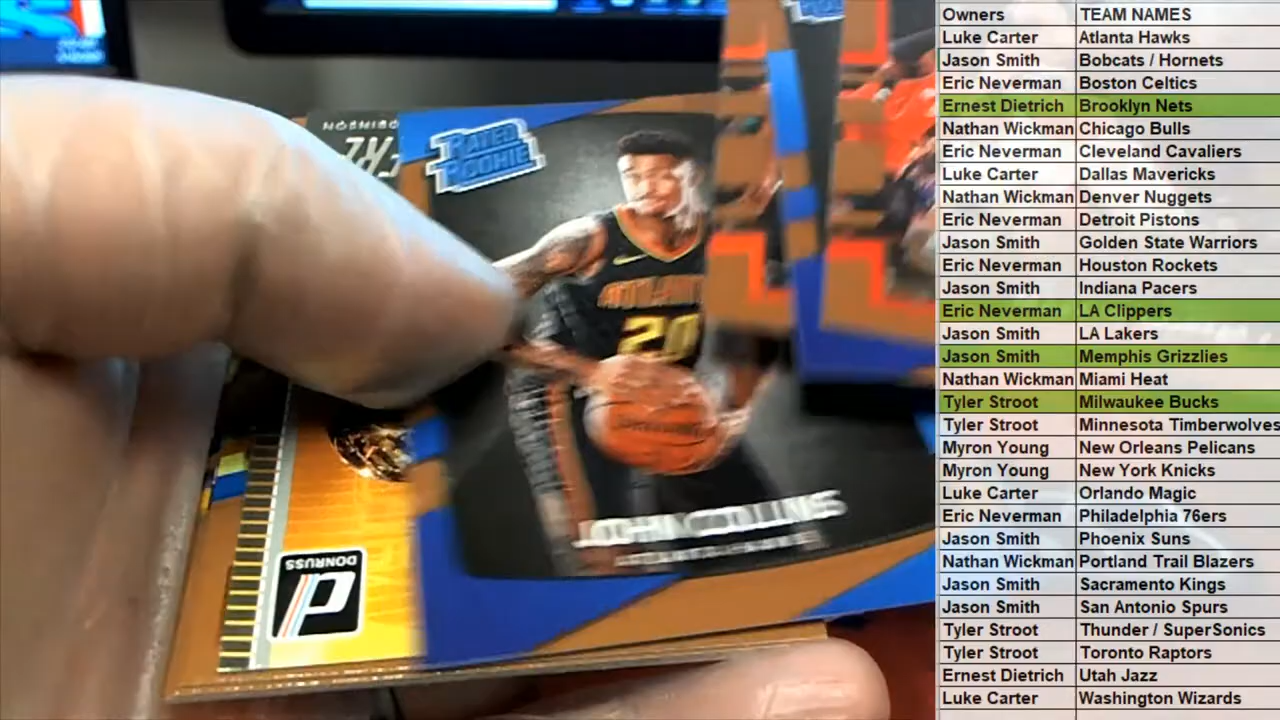 RATED
ROOKIE
OBINSON
ATLANTA
20
JOHN COLLINS
DONRUSS
Owners TEAM NAMES
Luke Carter Atlanta Hawks
Jason Smith Bobcats / Hornets
Eric Neverman Boston Celtics
Ernest Dietrich Brooklyn Nets
Nathan Wickman Chicago Bulls
Eric Neverman Cleveland Cavaliers
Luke Carter Dallas Mavericks
Nathan Wickman Denver Nuggets
Eric Neverman Detroit Pistons
Jason Smith Golden State Warriors
Eric Neverman Houston Rockets
Jason Smith Indiana Pacers
Eric Neverman LA Clippers
Jason Smith LA Lakers
Jason Smith Memphis Grizzlies
Nathan Wickman Miami Heat
Tyler Stroot Milwaukee Bucks
Tyler Stroot Minnesota Timberwolves
Myron Young New Orleans Pelicans
Myron Young New York Knicks
Luke Carter Orlando Magic
Eric Neverman Philadelphia 76ers
Jason Smith Phoenix Suns
Nathan Wickman Portland Trail Blazers
Jason Smith Sacramento Kings
Jason Smith San Antonio Spurs
Tyler Stroot Thunder / SuperSonics
Tyler Stroot Toronto Raptors
Ernest Dietrich Utah Jazz
Luke Carter Washington Wizards